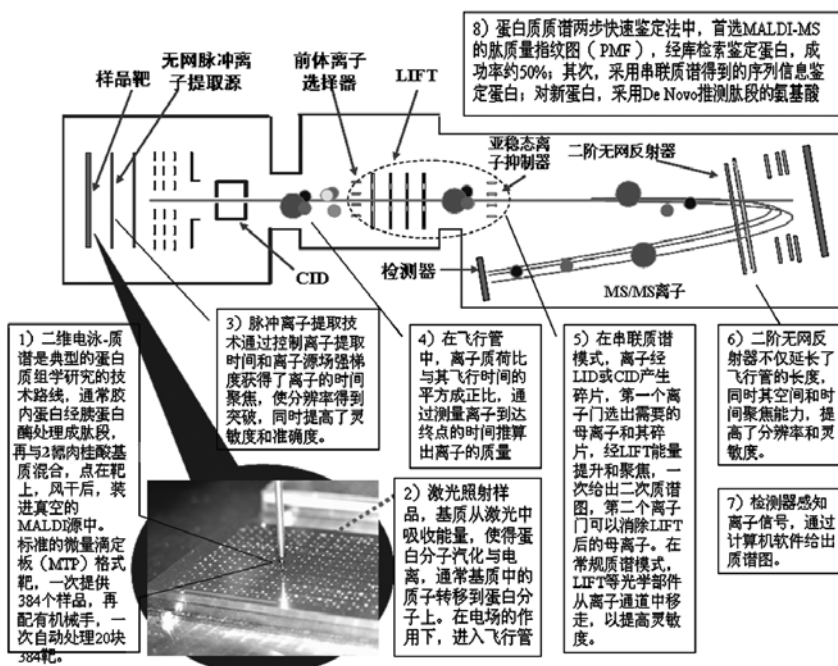 8）蛋白质质谱两步快速鉴定法中，首选MALDI-MS
的肽质量指纹图（PMF），经库检索鉴定蛋白，成
功率约50%；其次，采用串联质谱得到的序列信息鉴
定蛋白；对新蛋白，采用De Novo推测肽段的氨基酸
样品靶
无网脉冲离
子提取源
前体离子
选择器
LIFT
亚稳态离
子抑制器
二阶无网反射器
CID
检测器
MS/MS离子
1）二维电泳-质
谱是典型的蛋白
质组学研究的技
术路线，通常胶
内蛋白经胰蛋白
酶处理成肽段，
再与2氰肉桂酸基
质混合，点在靶
上，风干后，装
进真空的
MALDI源中。
标准的微量滴定
板（MTP）格式
靶，一次提供
384个样品，再
配有机械手，一
次自动处理20块
384靶。
3）脉冲离子提取技
术通过控制离子提取
时间和离子源场强梯
度获得了离子的时间
聚焦，使分辨率得到
突破，同时提高了灵
敏度和准确度。
4）在飞行管
中，离子质荷比
与其飞行时间的
平方成正比，通
过测量离子到达
终点的时间推算
出离子的质量
5）在串联质谱
模式，离子经
LID或CID产生
碎片，第一个离
子门选出需要的
母离子和其碎
片，经LIFT能量
提升和聚焦，一
次给出二次质谱
图，第二个离子
门可以消除LIFT
后的母离子。在
常规质谱模式，
LIFT等光学部件
从离子通道中移
走，以提高灵敏
度。
6）二阶无网反
射器不仅延长了
飞行管的长度，
同时其空间和时
间聚焦能力，提
高了分辨率和灵
敏度。
7）检测器感知
离子信号，通过
计算机软件给出
质谱图。
2）激光照射样
品，基质从激光中
吸收能量，使得蛋
白分子汽化与电
离，通常基质中的
质子转移到蛋白分
子上。在电场的作
用下，进入飞行管